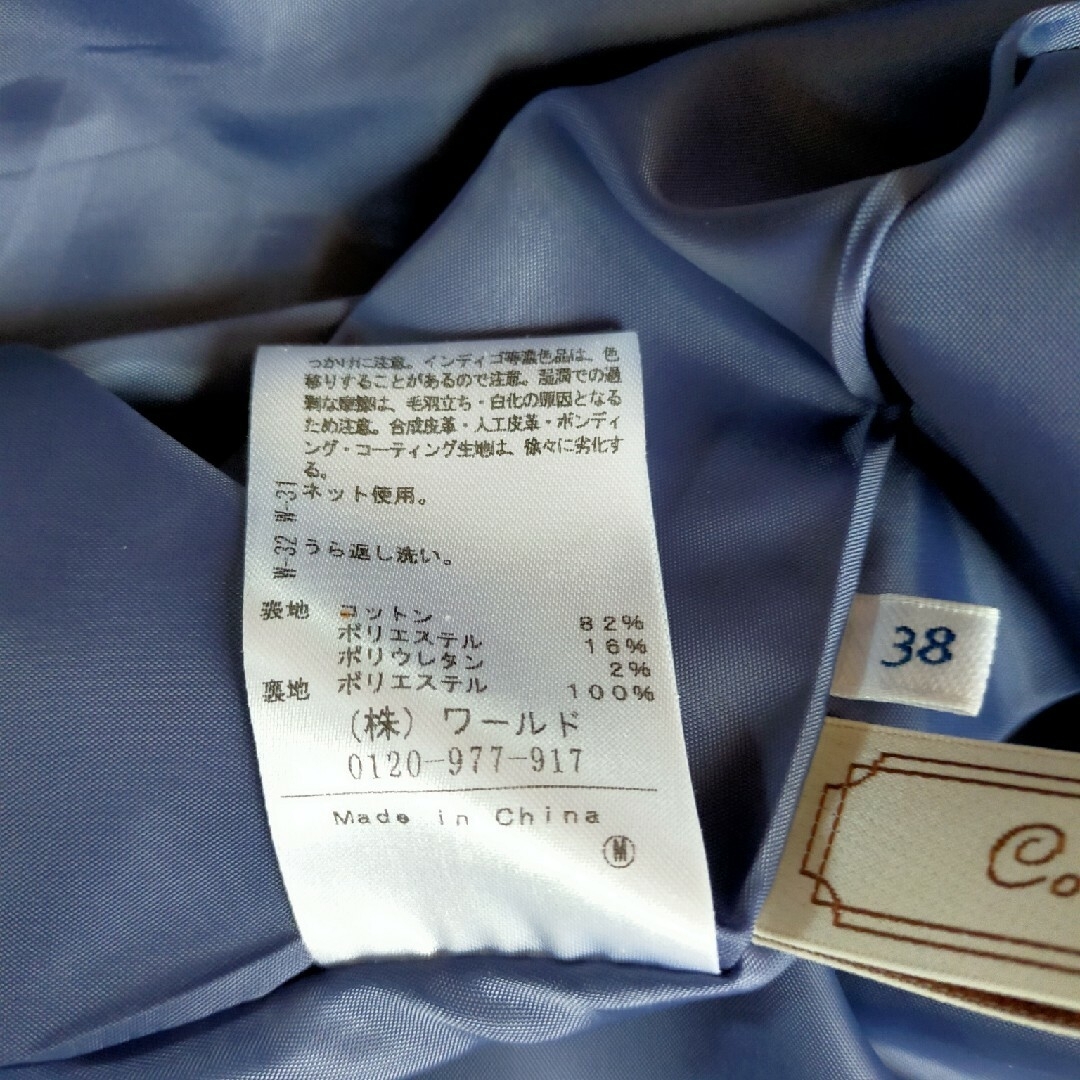 っかけに注意。インディゴ等濃色品は、色
移りすることがあるので注意。湿潤での過
剰な摩擦は、毛羽立ち・白化の原因となる
ため注意。合成皮革・人工皮革・ボンディ
ング・コーティング生地は、徐々に劣化す
る。
W-31 ネット使用。
W-32 うら返し洗い。
表地 コットン 82%
ポリエステル 16%
ポリウレタン 2%
裏地 ポリエステル 100%
(株) ワールド
0120-977-917
Made in China
M
38
Co